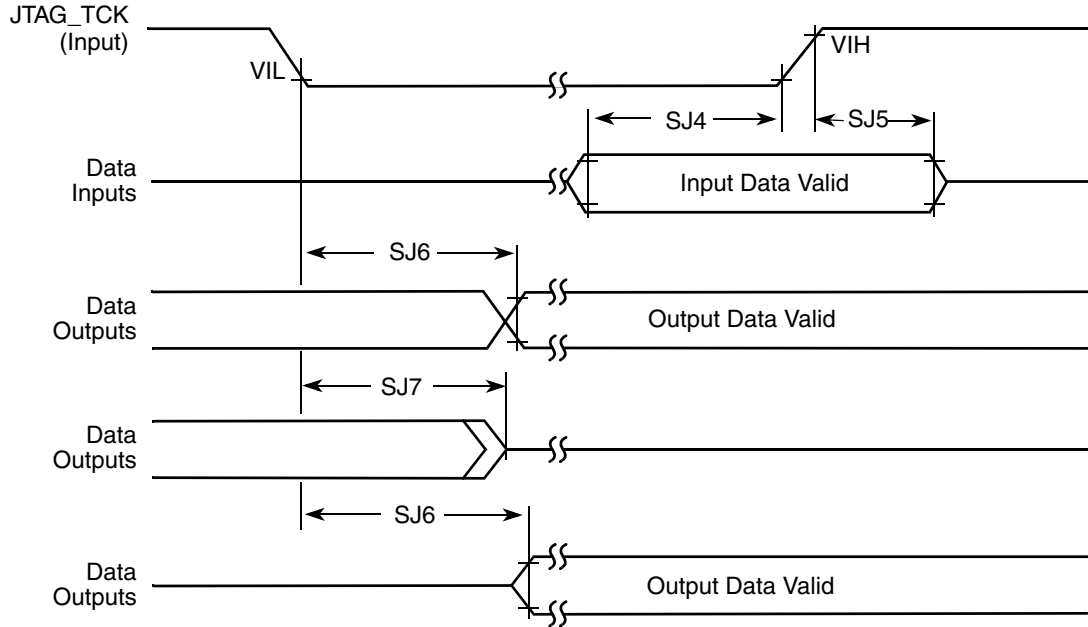 JTAG_TCK
(Input)
VIL
VIH
SJ4
SJ5
Data
Inputs
Input Data Valid
SJ6
Data
Outputs
Output Data Valid
SJ7
Data
Outputs
SJ6
Data
Outputs
Output Data Valid